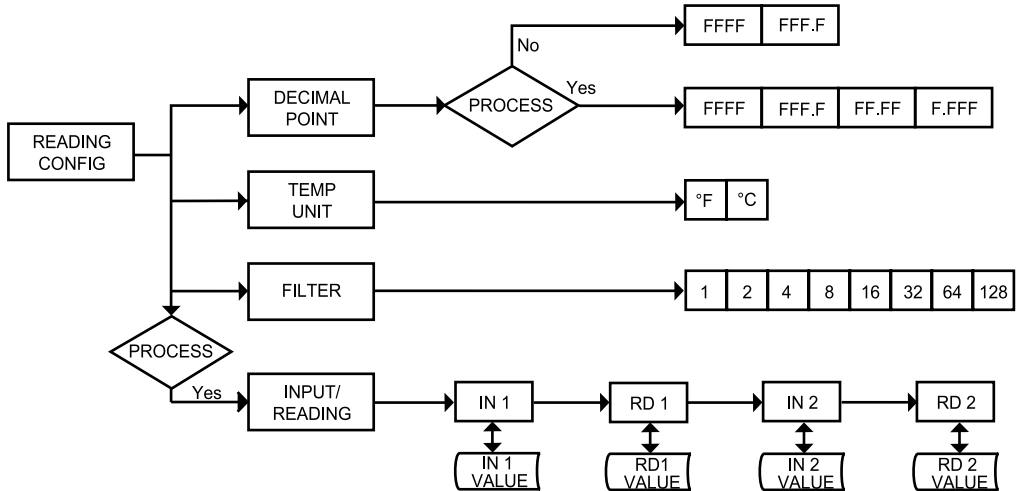 FFFF FFF.F
No
DECIMAL
POINT
PROCESS
Yes
FFFF FFF.F FF.FF F.FFF
READING
CONFIG
TEMP
UNIT
°F °C
FILTER
1 2 4 8 16 32 64 128
PROCESS
Yes
INPUT/
READING
IN 1
RD 1
IN 2
RD 2
IN 1
VALUE
RD1
VALUE
IN 2
VALUE
RD 2
VALUE